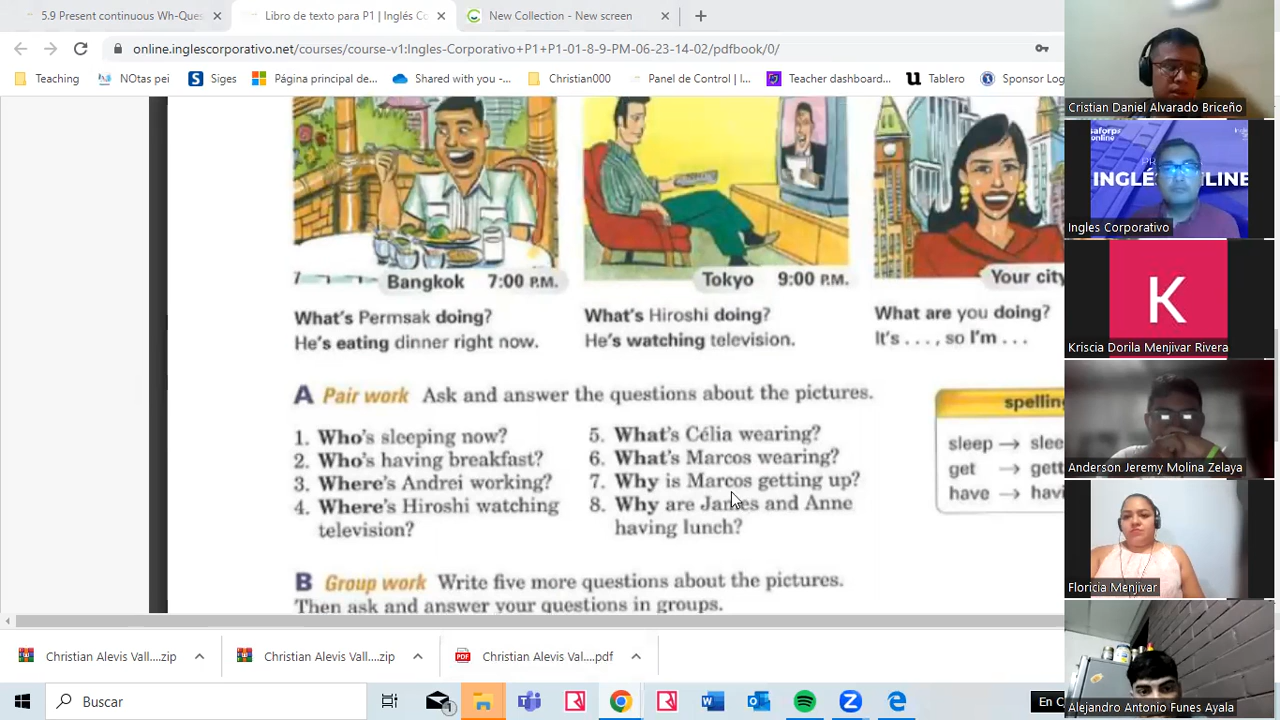 5.9 Present continuous Wh-Ques
Libro de texto para P1 | Inglés Co
New Collection - New screen
online.inglescorporativo.net/courses/course-v1:Ingles-Corporativo+P1+P1-01-8-9-PM-06-23-14-02/pdfbook/0/
Teaching
NOtas pei
Siges
Página principal de...
Shared with you -...
Christian000
Panel de Control | I...
Teacher dashboard...
Tablero
Sponsor Log
Bangkok 7:00 P.M.
Tokyo 9:00 P.M.
Your city
What's Permsak doing?
He's eating dinner right now.
What's Hiroshi doing?
He's watching television.
What are you doing?
It's . . . , so I'm . . .
A Pair work Ask and answer the questions about the pictures.
1. Who's sleeping now?
2. Who's having breakfast?
3. Where's Andrei working?
4. Where's Hiroshi watching
television?
5. What's Célia wearing?
6. What's Marcos wearing?
7. Why is Marcos getting up?
8. Why are James and Anne
having lunch?
spelling
sleep → slee
get → gett
have → havi
B Group work Write five more questions about the pictures.
Then ask and answer your questions in groups.
Christian Alevis Vall....zip
Christian Alevis Vall....zip
Christian Alevis Val....pdf
Buscar
Cristian Daniel Alvarado Briceño
INGLÉS
LINE
Ingles Corporativo
K
Kriscia Dorila Menjivar Rivera
Anderson Jeremy Molina Zelaya
Floricia Menjivar
Alejandro Antonio Funes Ayala